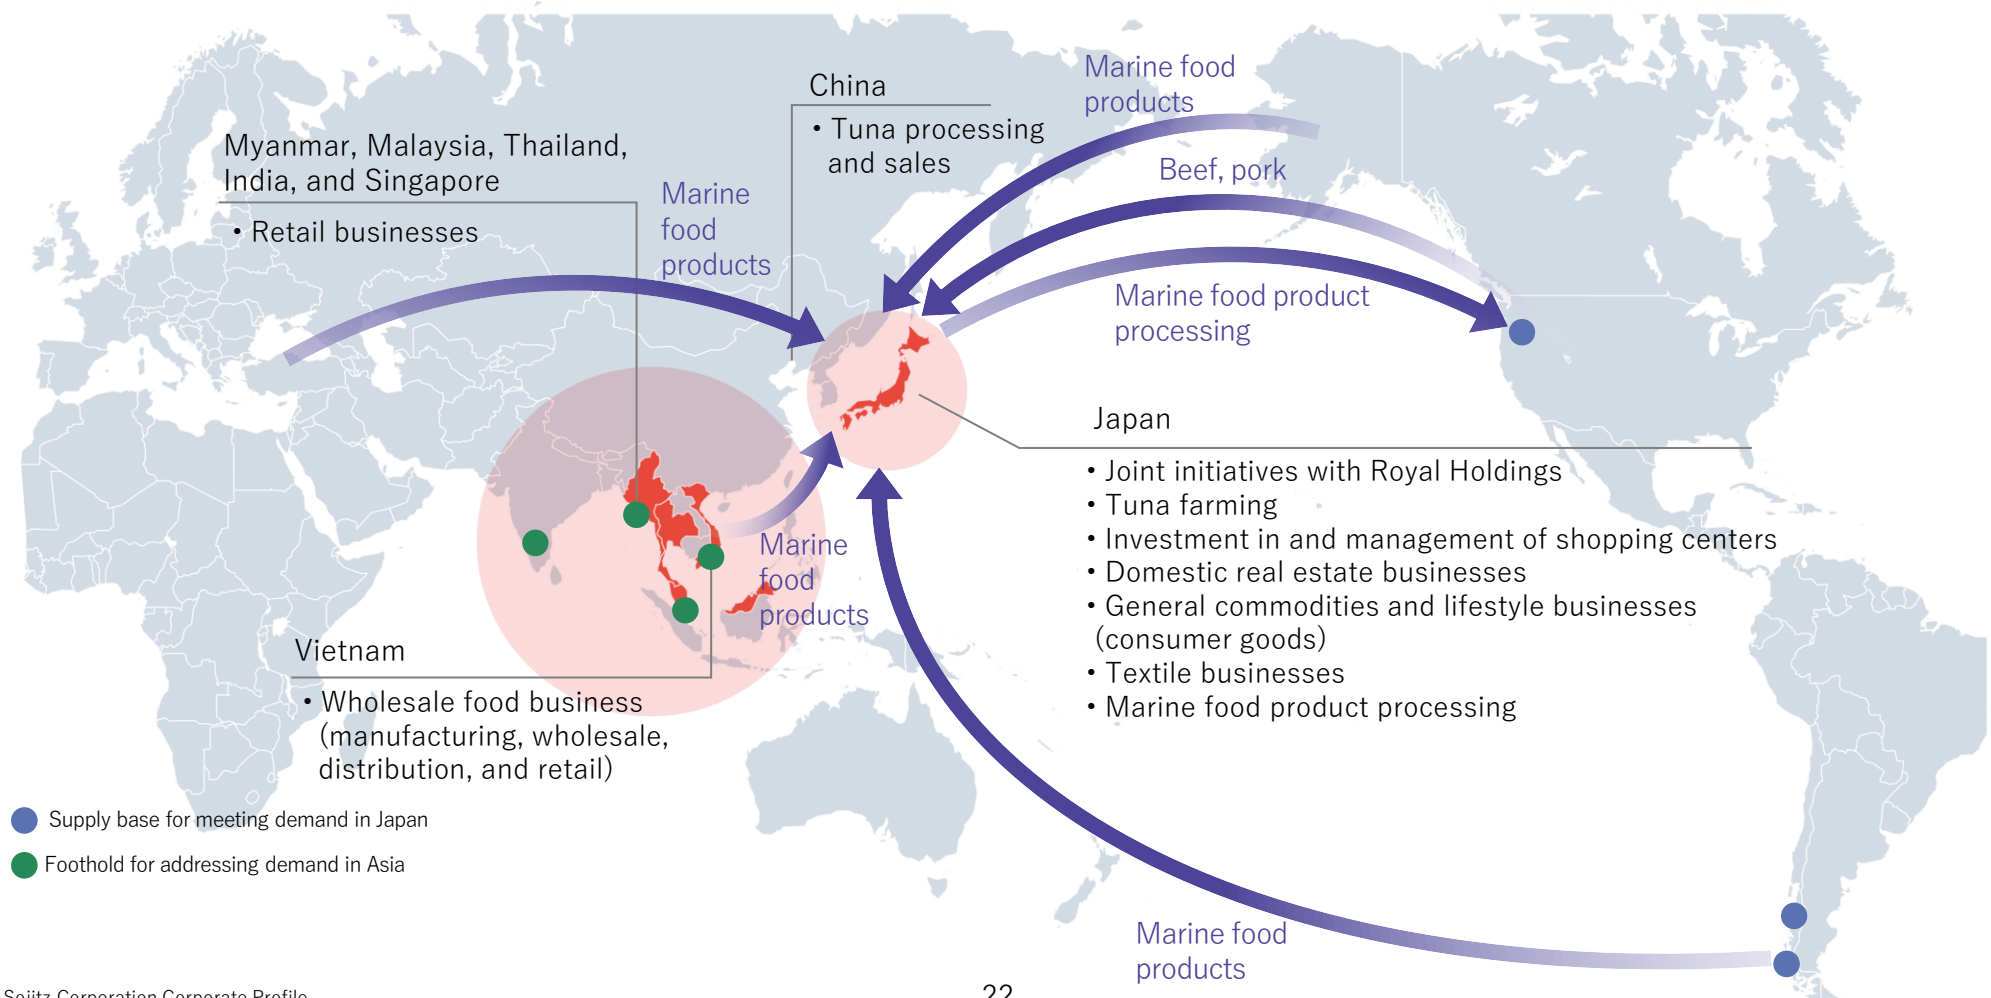 China
• Tuna processing
and sales
Marine food
products
Myanmar, Malaysia, Thailand,
India, and Singapore
• Retail businesses
Marine
food
products
Beef, pork
Marine food product
processing
Japan
• Joint initiatives with Royal Holdings
• Tuna farming
• Investment in and management of shopping centers
• Domestic real estate businesses
• General commodities and lifestyle businesses
(consumer goods)
• Textile businesses
• Marine food product processing
Marine
food
products
Vietnam
• Wholesale food business
(manufacturing, wholesale,
distribution, and retail)
Supply base for meeting demand in Japan
Foothold for addressing demand in Asia
Marine food
products
Sojitz Corporation Corporate Profile
22